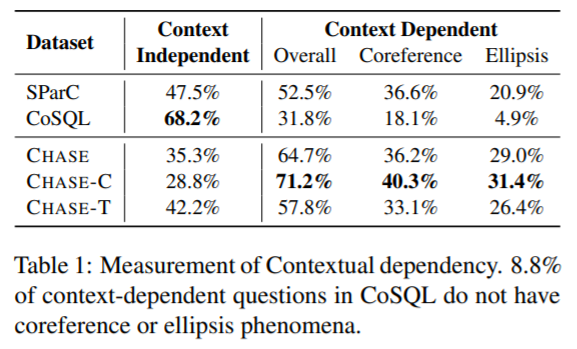 Dataset Context Independent Context Dependent
Overall Coreference Ellipsis
SParC 47.5% 52.5% 36.6% 20.9%
CoSQL 68.2% 31.8% 18.1% 4.9%
CHASE 35.3% 64.7% 36.2% 29.0%
CHASE-C 28.8% 71.2% 40.3% 31.4%
CHASE-T 42.2% 57.8% 33.1% 26.4%
Table 1: Measurement of Contextual dependency. 8.8%
of context-dependent questions in CoSQL do not have
coreference or ellipsis phenomena.